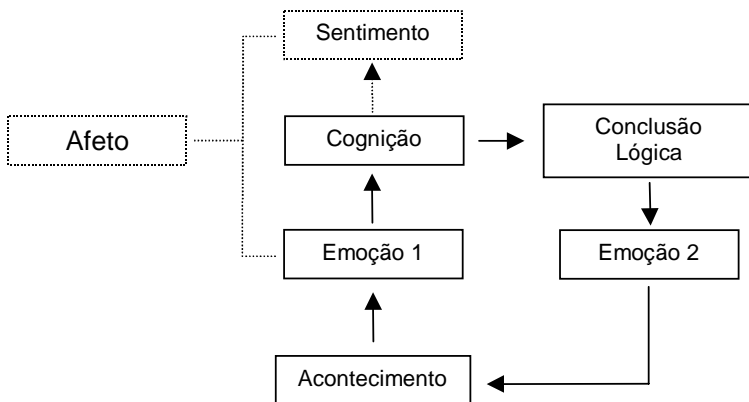 Sentimento
Afeto
Cognição
Conclusão
Lógica
Emoção 1
Emoção 2
Acontecimento